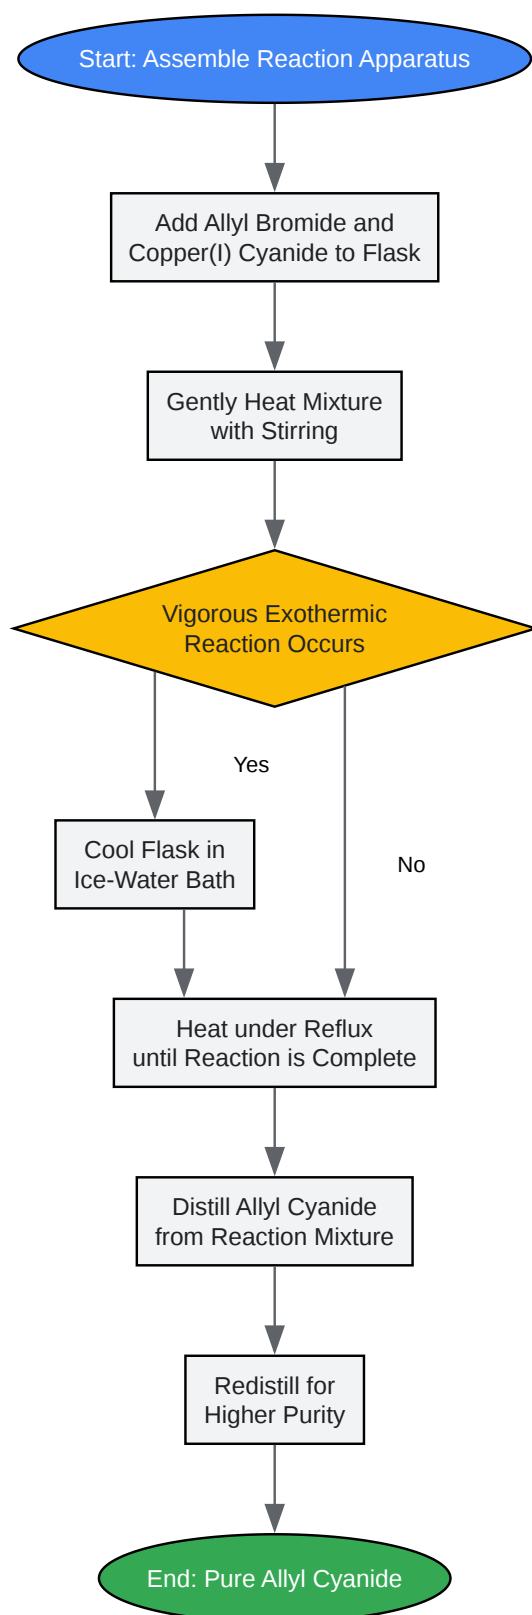 Start: Assemble Reaction Apparatus
Add Allyl Bromide and
Copper(I) Cyanide to Flask
Gently Heat Mixture
with Stirring
Vigorous Exothermic
Reaction Occurs
Yes
Cool Flask in
Ice-Water Bath
No
Heat under Reflux
until Reaction is Complete
Distill Allyl Cyanide
from Reaction Mixture
Redistill for
Higher Purity
End: Pure Allyl Cyanide